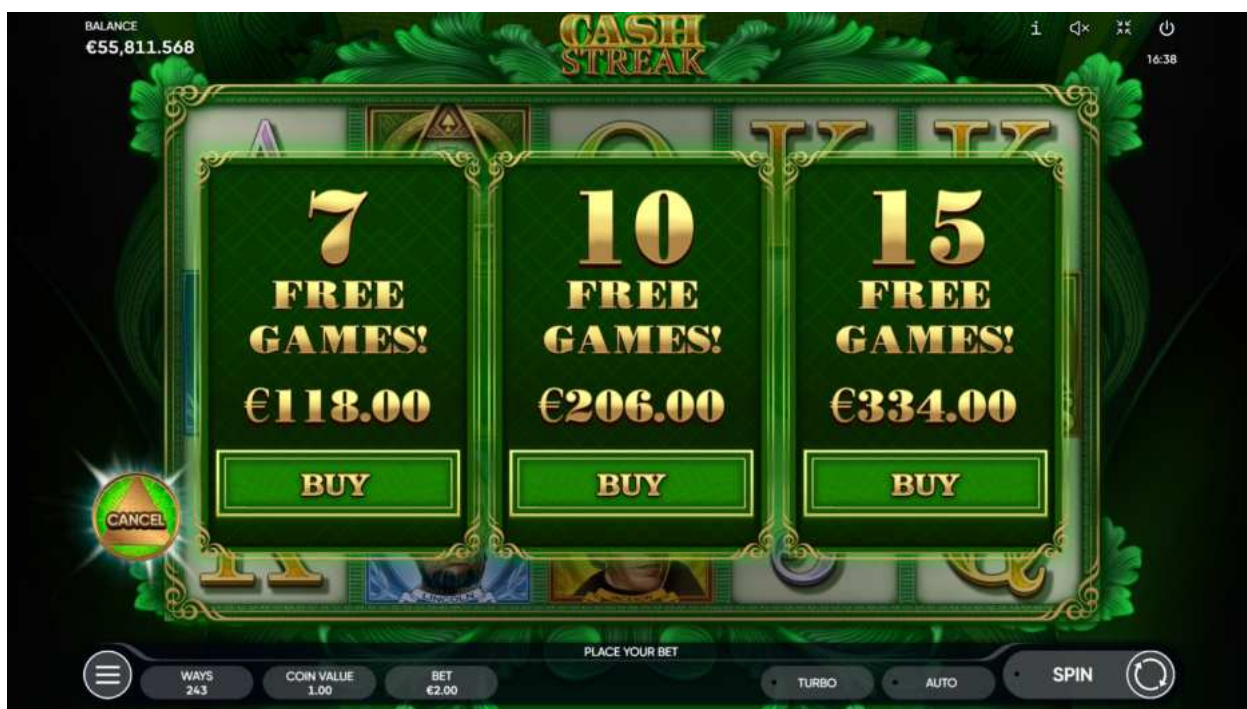 BALANCE
€55,811.568
CASH
STREAK
i
16:38
A
K
K
7
FREE
GAMES!
€118.00
BUY
10
FREE
GAMES!
€206.00
BUY
15
FREE
GAMES!
€334.00
BUY
CANCEL
LINCOLN
PLACE YOUR BET
WAYS
243
COIN VALUE
1.00
BET
€2.00
TURBO
AUTO
SPIN